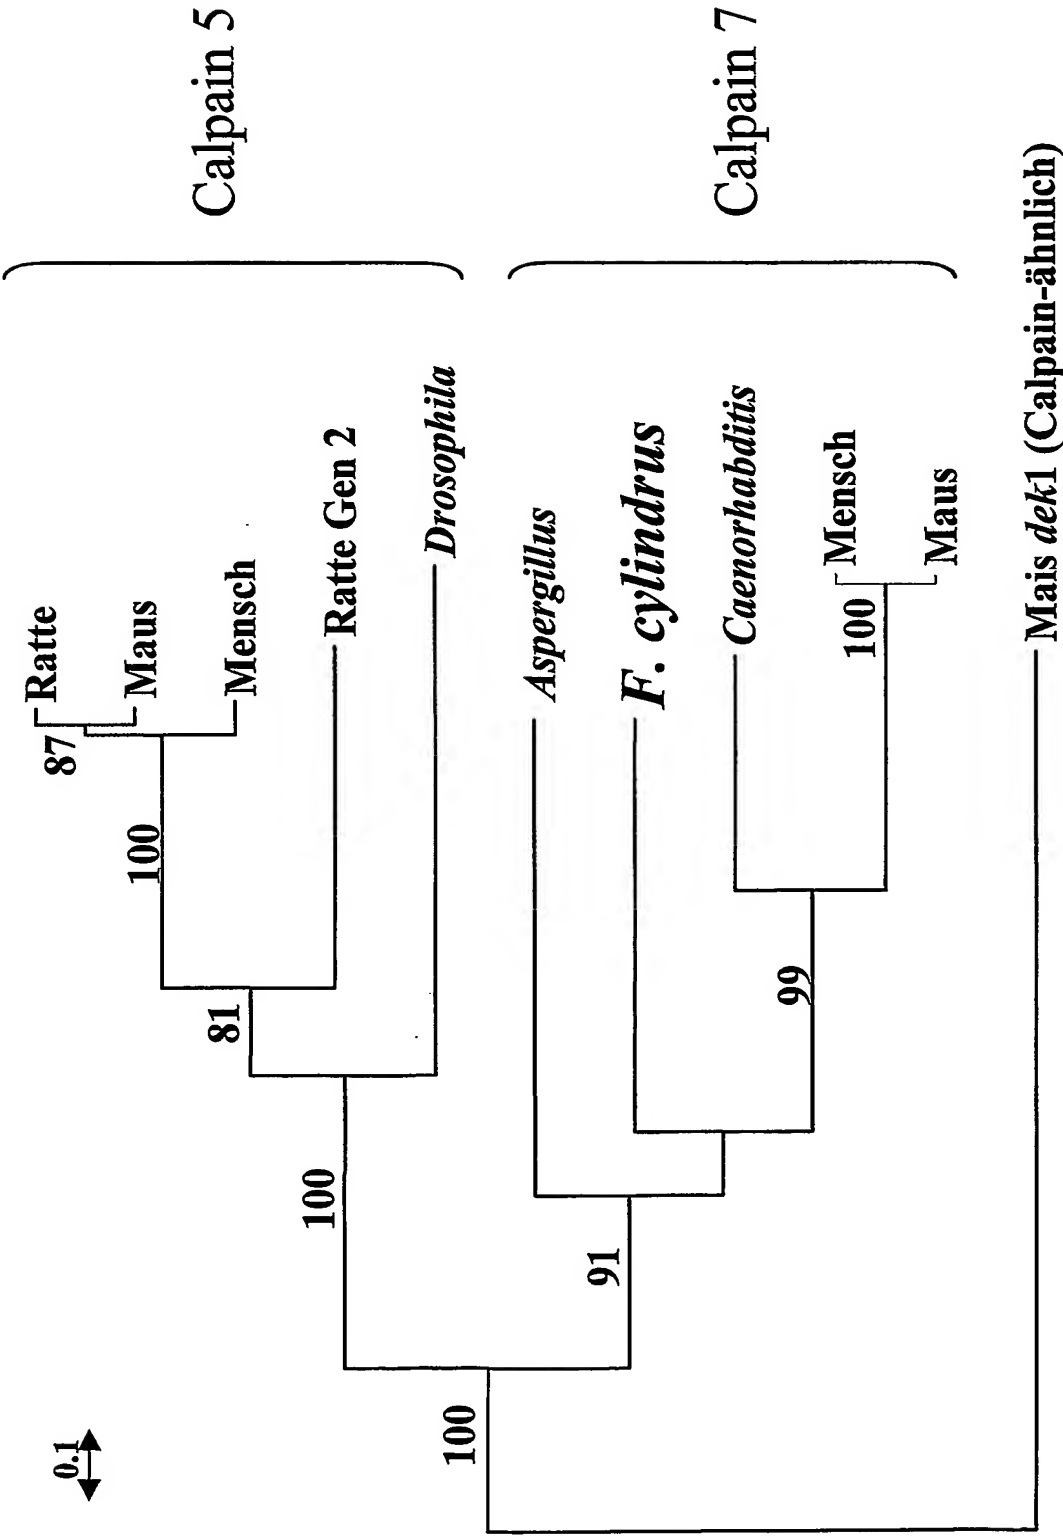 0.1
Ratte
Maus
Mensch
Ratte Gen 2
Drosophila
Calpain 5
Aspergillus
F. cylindrus
Caenorhabditis
Mensch
Maus
Calpain 7
Mais dek1 (Calpain-ähnlich)
87
100
81
100
100
91
99
100